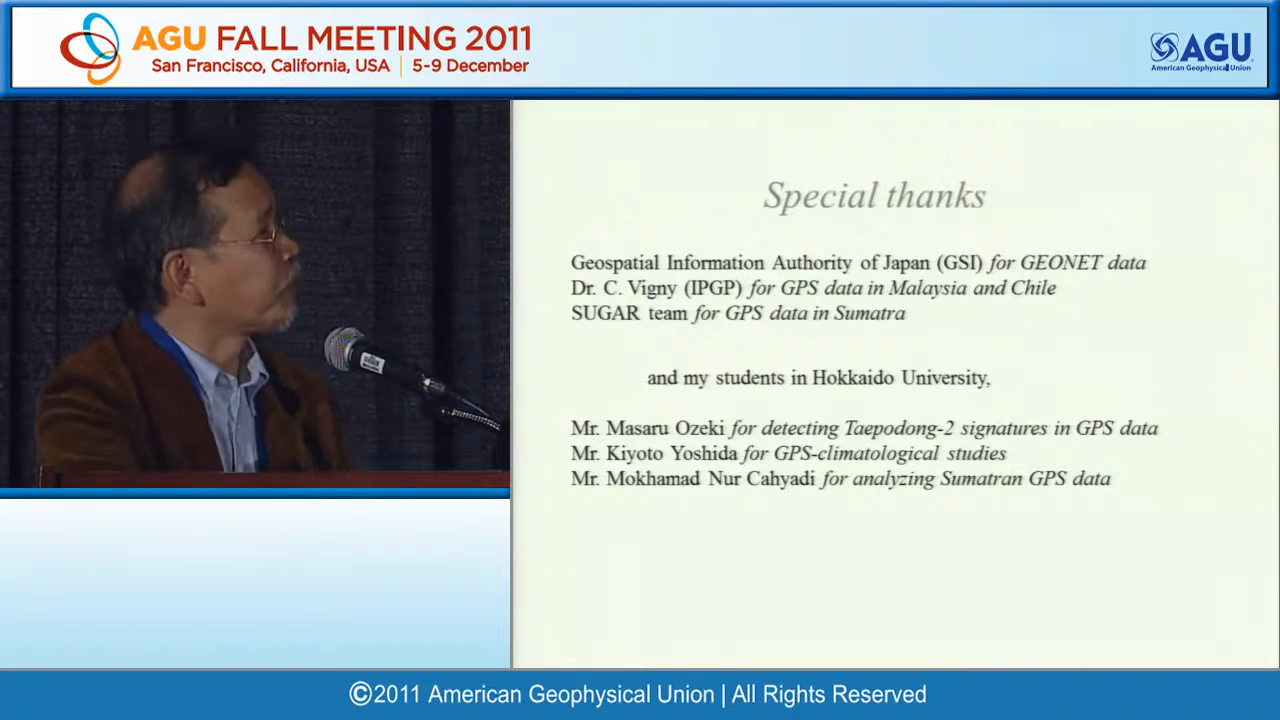 AGU FALL MEETING 2011
San Francisco, California, USA | 5-9 December
AGU
American Geophysical Union
Special thanks
Geospatial Information Authority of Japan (GSI) for GEONET data
Dr. C. Vigny (IPGP) for GPS data in Malaysia and Chile
SUGAR team for GPS data in Sumatra
and my students in Hokkaido University,
Mr. Masaru Ozeki for detecting Taepodong-2 signatures in GPS data
Mr. Kiyoto Yoshida for GPS-climatological studies
Mr. Mokhamad Nur Cahyadi for analyzing Sumatran GPS data
©2011 American Geophysical Union | All Rights Reserved